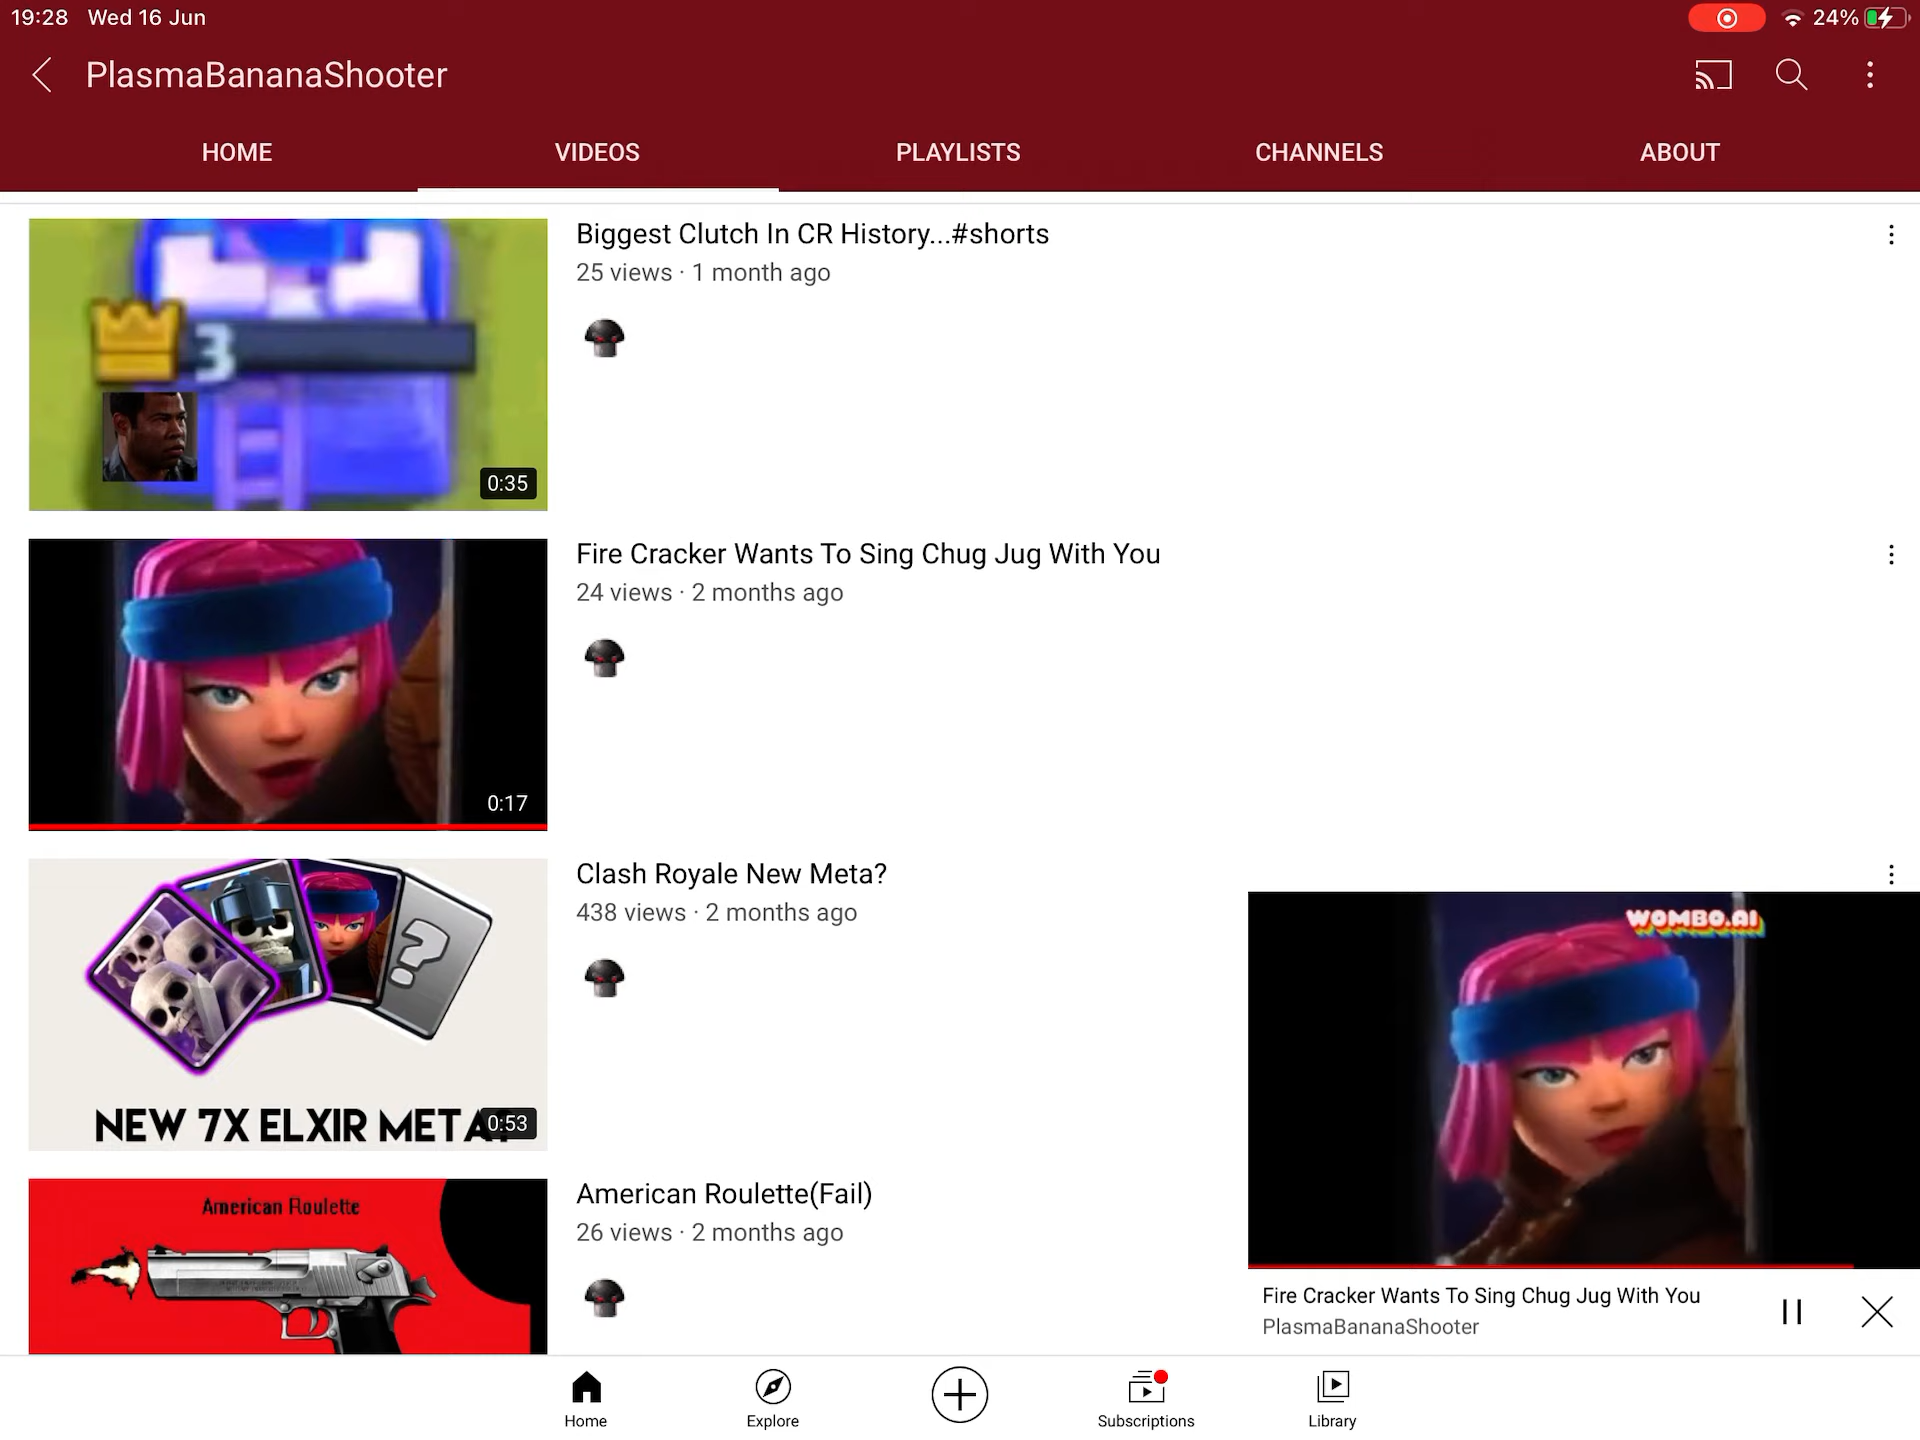 19:28 Wed 16 Jun
24%
PlasmaBananaShooter
HOME VIDEOS PLAYLISTS CHANNELS ABOUT
3
0:35
Biggest Clutch In CR History...#shorts
25 views · 1 month ago
0:17
Fire Cracker Wants To Sing Chug Jug With You
24 views · 2 months ago
?
NEW 7X ELXIR META?
0:53
Clash Royale New Meta?
438 views · 2 months ago
American Roulette
American Roulette(Fail)
26 views · 2 months ago
WOMBO.AI
Fire Cracker Wants To Sing Chug Jug With You
PlasmaBananaShooter
Home Explore Subscriptions Library